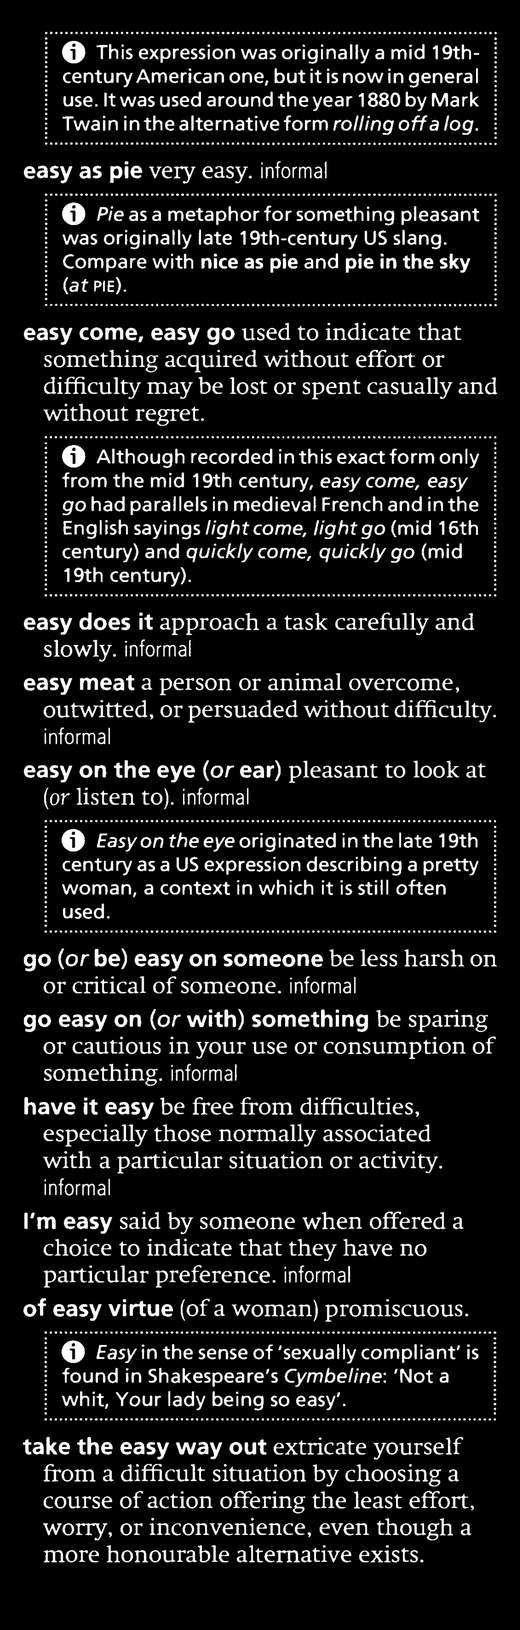 This expression was originally a mid 19th-
century American one, but it is now in general
use. It was used around the year 1880 by Mark
Twain in the alternative form rolling off a log.
easy as pie very easy. informal
Pie as a metaphor for something pleasant
was originally late 19th-century US slang.
Compare with nice as pie and pie in the sky
(at PIE).
easy come, easy go used to indicate that
something acquired without effort or
difficulty may be lost or spent casually and
without regret.
Although recorded in this exact form only
from the mid 19th century, easy come, easy
go had parallels in medieval French and in the
English sayings light come, light go (mid 16th
century) and quickly come, quickly go (mid
19th century).
easy does it approach a task carefully and
slowly. informal
easy meat a person or animal overcome,
outwitted, or persuaded without difficulty.
informal
easy on the eye (or ear) pleasant to look at
(or listen to). informal
Easy on the eye originated in the late 19th
century as a US expression describing a pretty
woman, a context in which it is still often
used.
go (or be) easy on someone be less harsh on
or critical of someone. informal
go easy on (or with) something be sparing
or cautious in your use or consumption of
something. informal
have it easy be free from difficulties,
especially those normally associated
with a particular situation or activity.
informal
I'm easy said by someone when offered a
choice to indicate that they have no
particular preference. informal
of easy virtue (of a woman) promiscuous.
Easy in the sense of 'sexually compliant' is
found in Shakespeare's Cymbeline: 'Not a
whit, Your lady being so easy'.
take the easy way out extricate yourself
from a difficult situation by choosing a
course of action offering the least effort,
worry, or inconvenience, even though a
more honourable alternative exists.